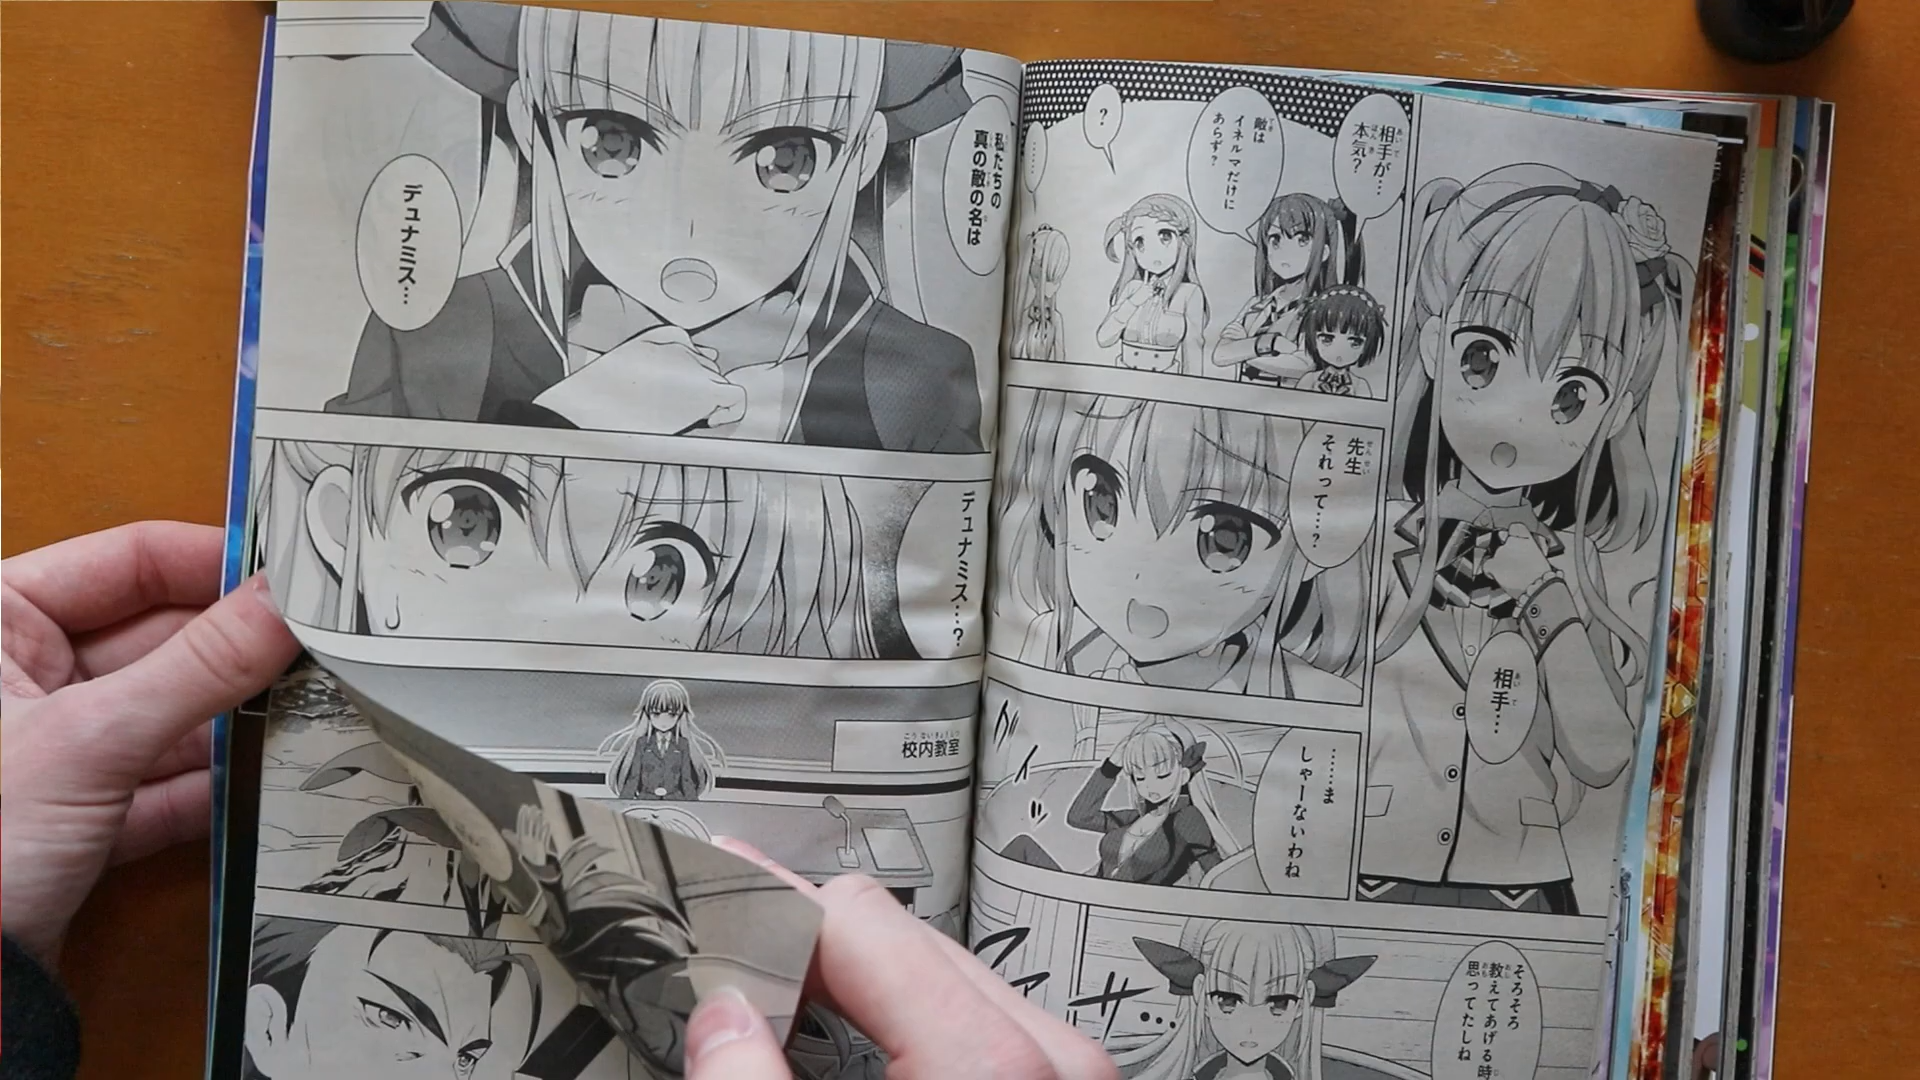 相手…
相手が…
本気?
敵は
イネルマだけに
あらず?
?
……
先生
それって…?
……ま
しゃーないわね
そろそろ
教えてあげる時
思ってたしね
私たちの
真の敵の名は
デュナミス…
デュナミス…?
校内教室